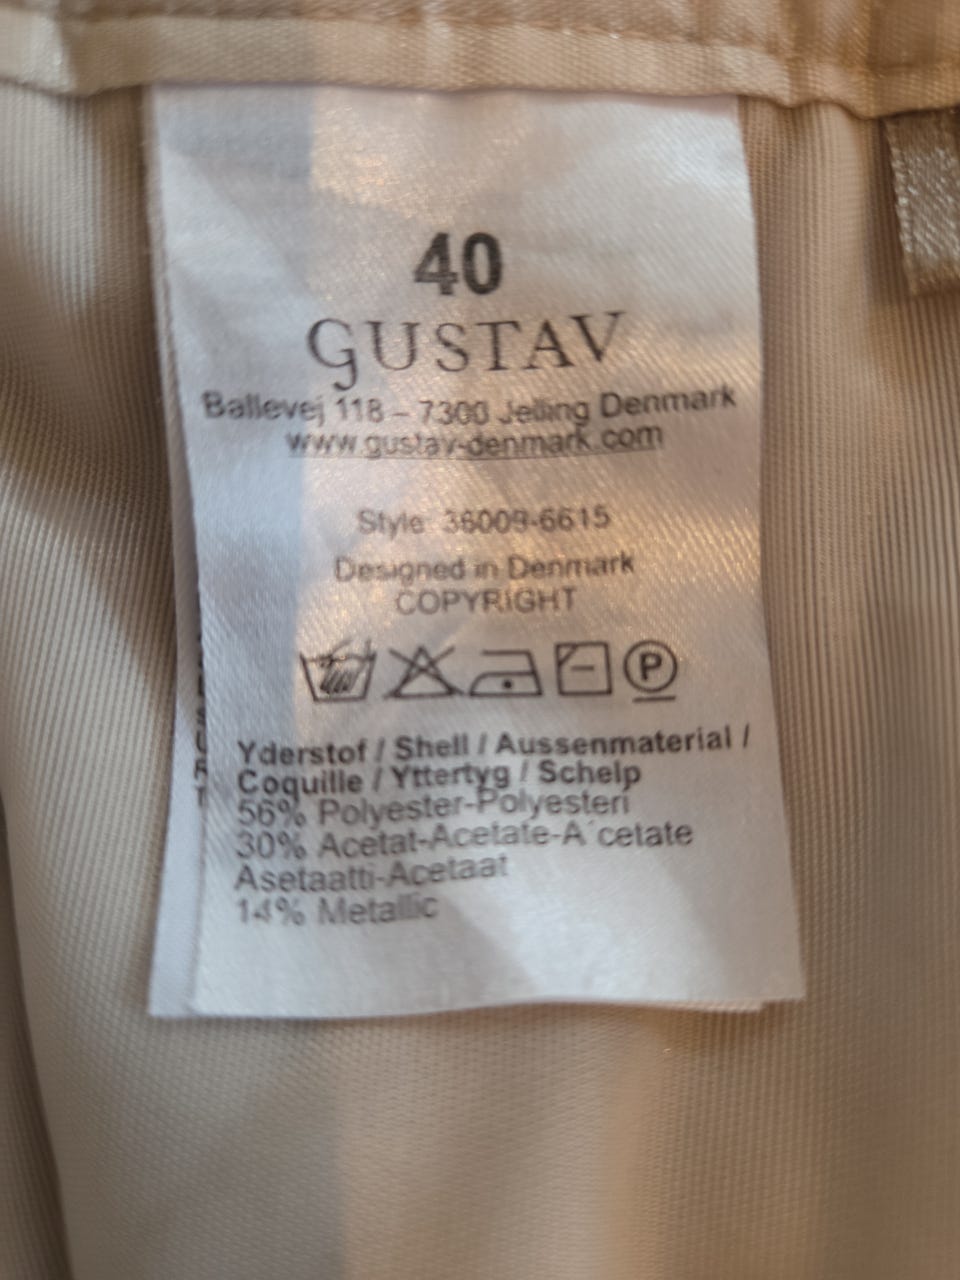 40
GUSTAV
Ballevej 118 – 7300 Jelling Denmark
www.gustav-denmark.com
Style: 36009-6615
Designed in Denmark
COPYRIGHT
P
Yderstof / Shell / Aussenmaterial /
Coquille / Yttertyg / Schelp
56% Polyester-Polyesteri
30% Acetat-Acetate-A´cetate
Asetaatti-Acetaat
14% Metallic